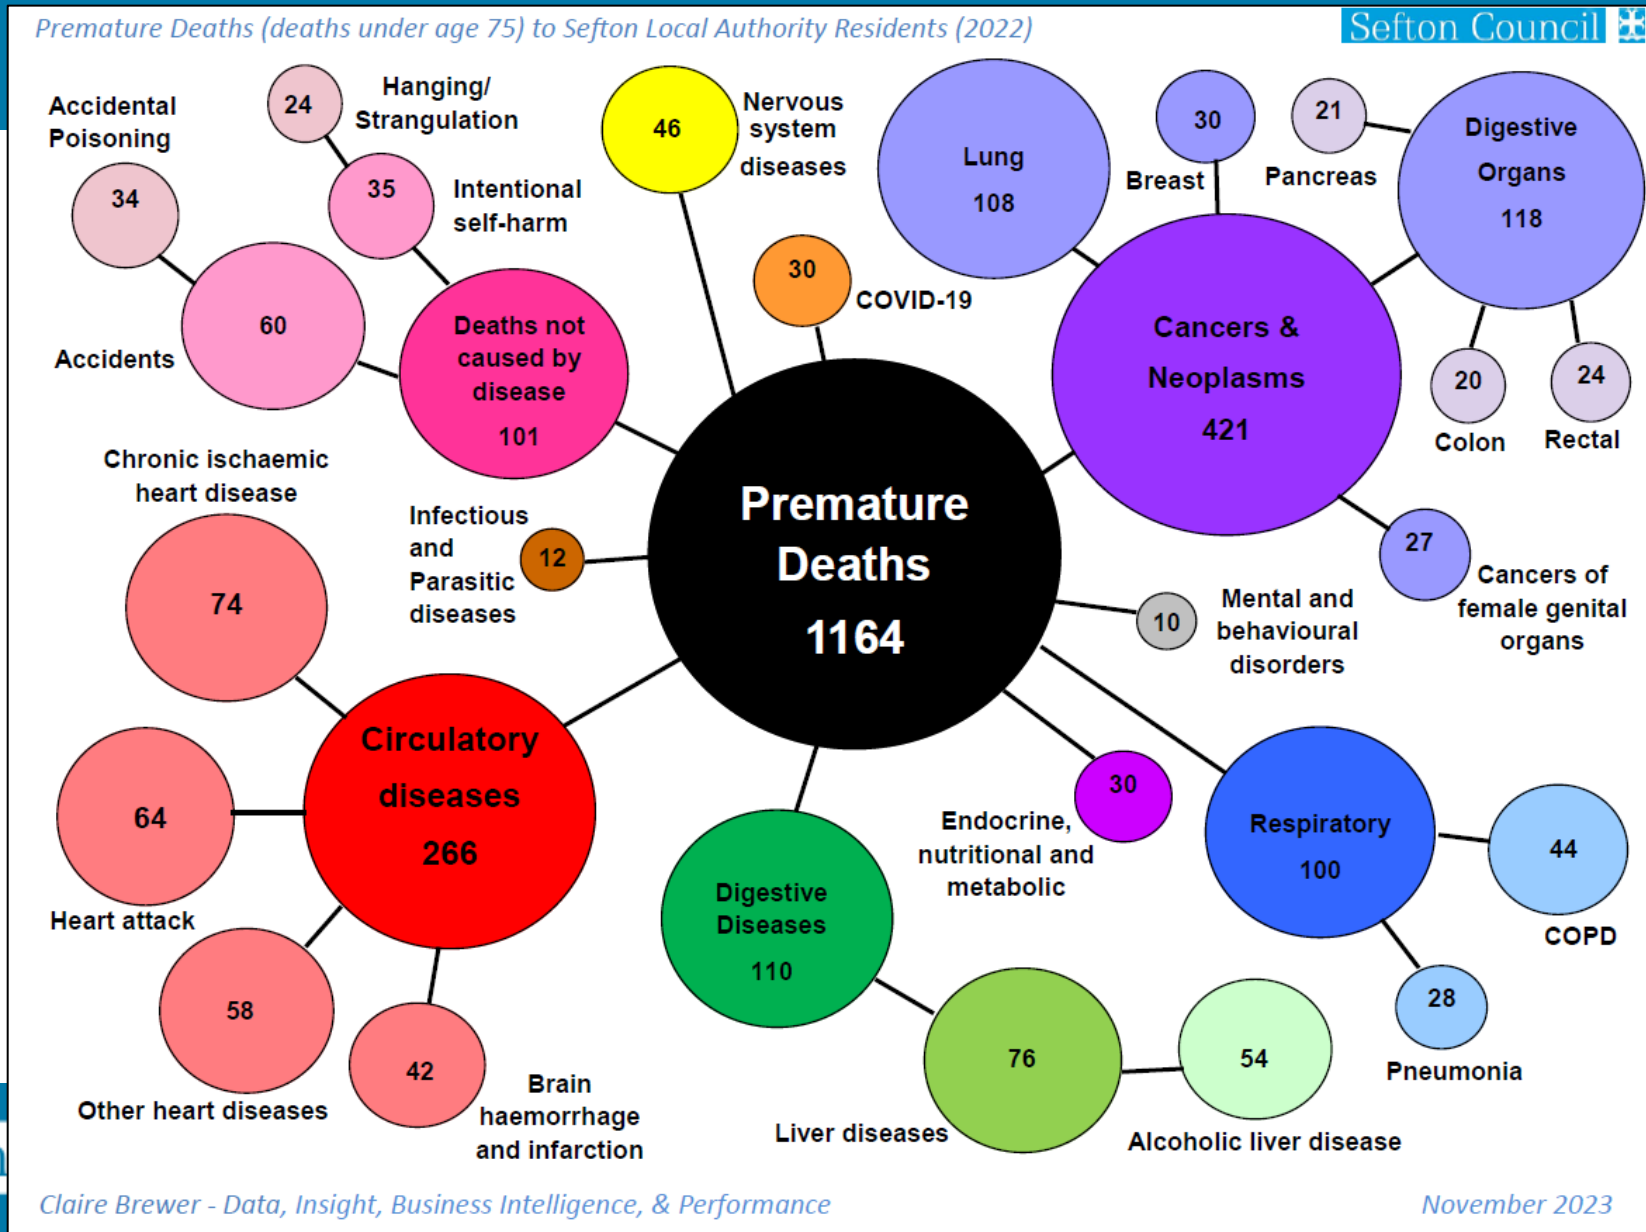 Premature Deaths (deaths under age 75) to Sefton Local Authority Residents (2022)
Sefton Council
Accidental
Poisoning
34
24
Hanging/
Strangulation
35
Intentional
self-harm
60
Accidents
Deaths not
caused by
disease
101
46
Nervous
system
diseases
30
COVID-19
Lung
108
30
Breast
21
Pancreas
Digestive
Organs
118
20
Colon
24
Rectal
Cancers &
Neoplasms
421
27
Cancers of
female genital
organs
Premature
Deaths
1164
Infectious
and
Parasitic
diseases
12
10
Mental and
behavioural
disorders
Chronic ischaemic
heart disease
74
64
Heart attack
Circulatory
diseases
266
58
Other heart diseases
42
Brain
haemorrhage
and infarction
Digestive
Diseases
110
76
Liver diseases
54
Alcoholic liver disease
30
Endocrine,
nutritional and
metabolic
Respiratory
100
44
COPD
28
Pneumonia
Claire Brewer - Data, Insight, Business Intelligence, & Performance
November 2023